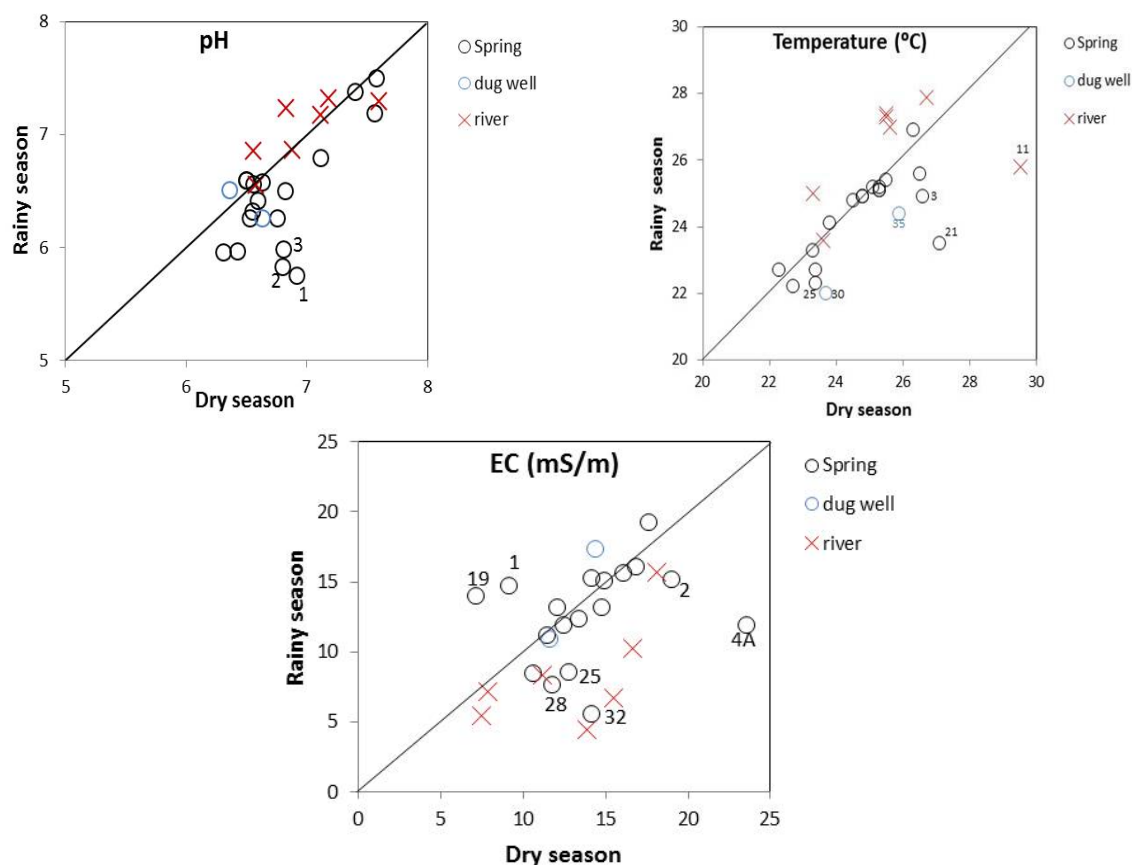 pH
8
7
6
5
5
6
7
8
Rainy season
Dry season
Spring
dug well
river
3
2
1
Temperature (ºC)
30
28
26
24
22
20
20
22
24
26
28
30
Rainy season
Dry season
Spring
dug well
river
11
3
35
21
25
30
EC (mS/m)
25
20
15
10
5
0
0
5
10
15
20
25
Rainy season
Dry season
Spring
dug well
river
19
1
2
4A
25
28
32